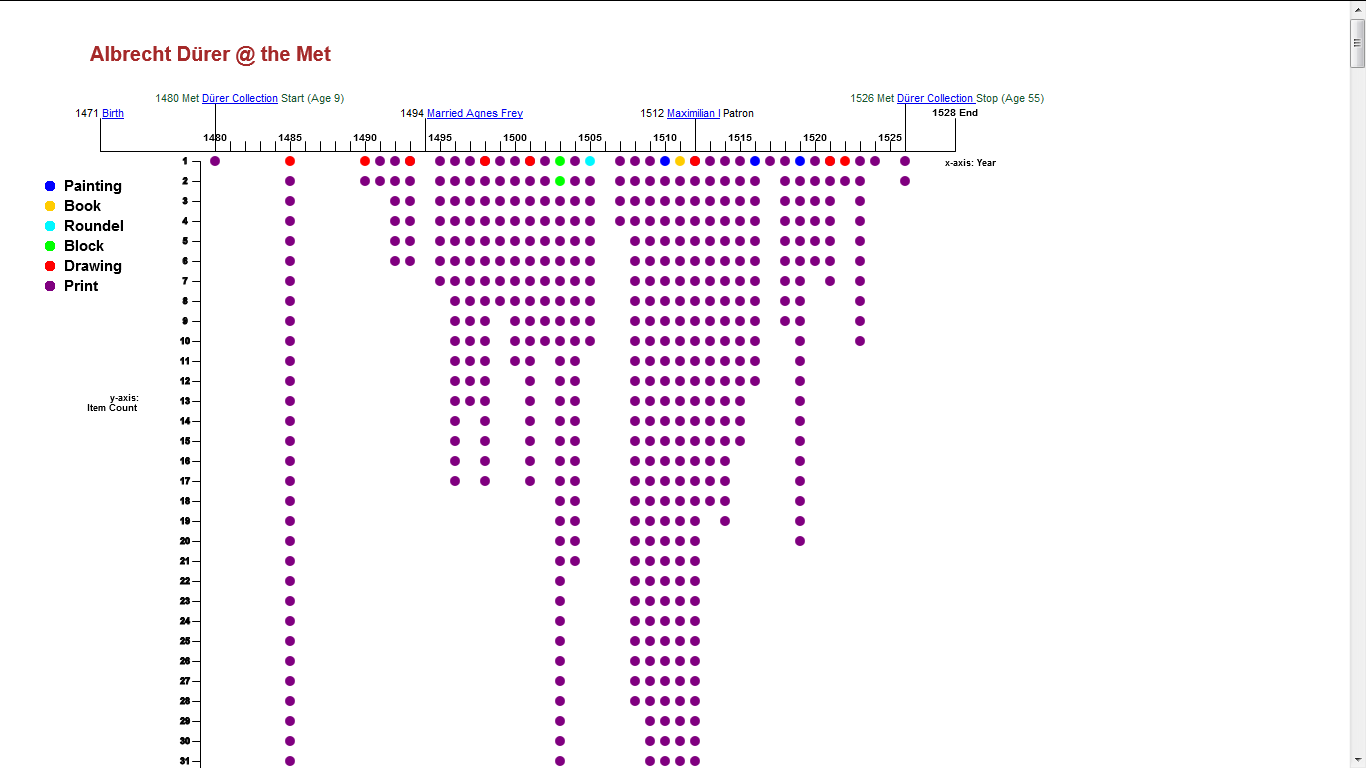 Albrecht Dürer @ the Met
1480 Met Dürer Collection Start (Age 9)
1526 Met Dürer Collection Stop (Age 55)
1471 Birth
1494 Married Agnes Frey
1512 Maximilian I Patron
1528 End
1480 1485 1490 1495 1500 1505 1510 1515 1520 1525
x-axis: Year
Painting
Book
Roundel
Block
Drawing
Print
y-axis:
Item Count
1
2
3
4
5
6
7
8
9
10
11
12
13
14
15
16
17
18
19
20
21
22
23
24
25
26
27
28
29
30
31